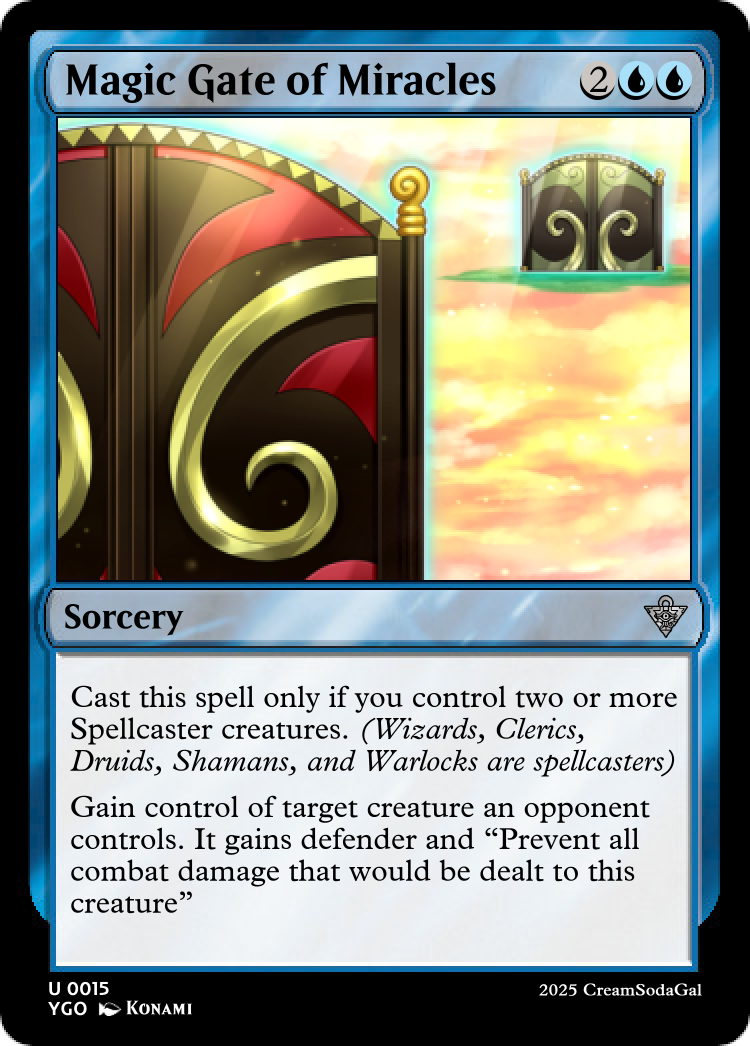 Magic Gate of Miracles 2
Sorcery
Cast this spell only if you control two or more
Spellcaster creatures. (Wizards, Clerics,
Druids, Shamans, and Warlocks are spellcasters)
Gain control of target creature an opponent
controls. It gains defender and “Prevent all
combat damage that would be dealt to this
creature”
U 0015
YGO KONAMI
2025 CreamSodaGal